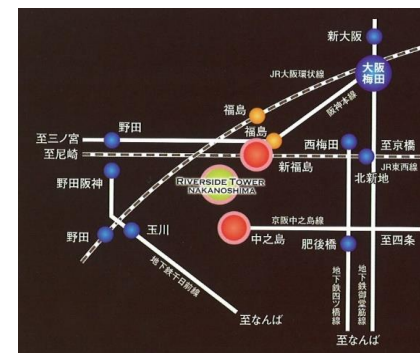 新大阪
大阪
梅田
JR大阪環状線
阪神本線
福島
福島
至三ノ宮
野田
西梅田
至京橋
至尼崎
新福島
JR東西線
北新地
野田阪神
RIVERSIDE TOWER
NAKANOSHIMA
京阪中之島線
野田
玉川
中之島
肥後橋
至四条
地下鉄千日前線
地下鉄四ツ橋線
地下鉄御堂筋線
至なんば
至なんば